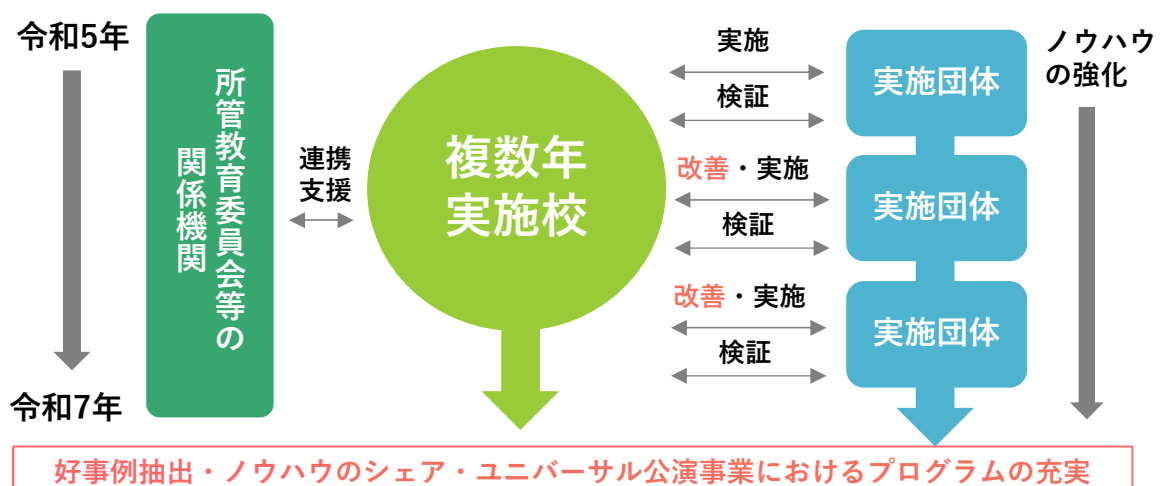 令和5年
令和7年
所管教育委員会等の
関係機関
連携
支援
複数年
実施校
実施
検証
改善・実施
検証
改善・実施
検証
実施団体
実施団体
実施団体
ノウハウ
の強化
好事例抽出・ノウハウのシェア・ユニバーサル公演事業におけるプログラムの充実